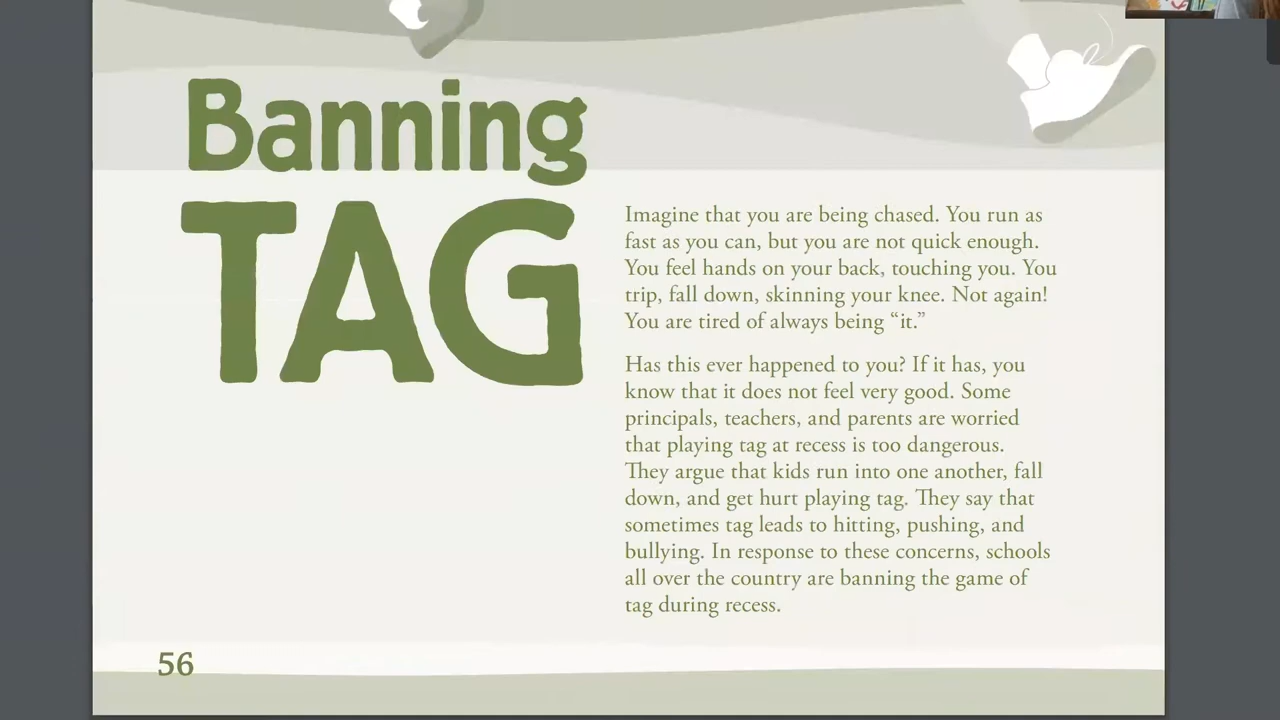 Banning
TAG
Imagine that you are being chased. You run as
fast as you can, but you are not quick enough.
You feel hands on your back, touching you. You
trip, fall down, skinning your knee. Not again!
You are tired of always being “it.”
Has this ever happened to you? If it has, you
know that it does not feel very good. Some
principals, teachers, and parents are worried
that playing tag at recess is too dangerous.
They argue that kids run into one another, fall
down, and get hurt playing tag. They say that
sometimes tag leads to hitting, pushing, and
bullying. In response to these concerns, schools
all over the country are banning the game of
tag during recess.
56